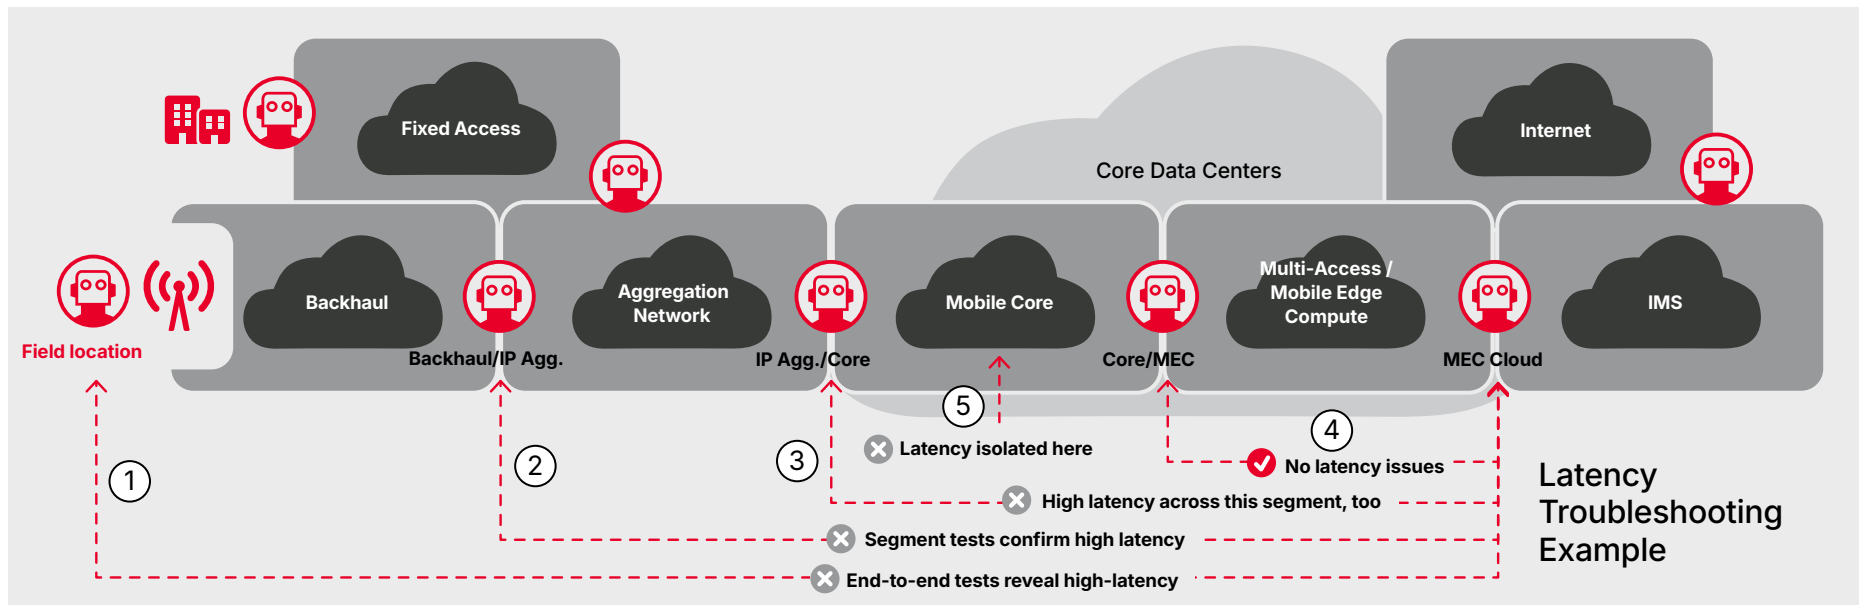 Fixed Access
Core Data Centers
Internet
Backhaul
Aggregation
Network
Mobile Core
Multi-Access /
Mobile Edge
Compute
IMS
Field location
Backhaul/IP Agg.
IP Agg./Core
Core/MEC
MEC Cloud
1
2
3
4
5
Latency isolated here
No latency issues
High latency across this segment, too
Segment tests confirm high latency
End-to-end tests reveal high-latency
Latency
Troubleshooting
Example